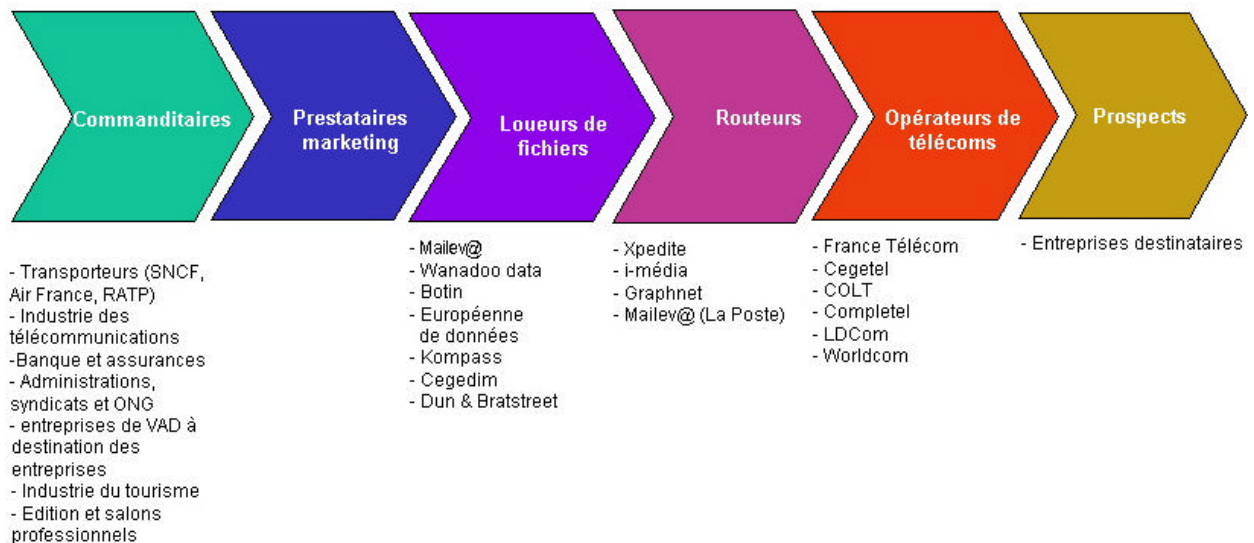 Commanditaires
Prestataires
marketing
Loueurs de
fichiers
Routeurs
Opérateurs de
télécoms
Prospects
- Transporteurs (SNCF,
Air France, RATP)
- Industrie des
télécommunications
-Banque et assurances
- Administrations,
syndicats et ONG
- entreprises de VAD à
destination des
entreprises
- Industrie du tourisme
- Edition et salons
professionnels
- Mailev@
- Wanadoo data
- Botin
- Européenne
de données
- Kompass
- Cegedim
- Dun & Bratstreet
- Xpedite
- i-média
- Graphnet
- Mailev@ (La Poste)
- France Télécom
- Cegetel
- COLT
- Completel
- LDCom
- Worldcom
- Entreprises destinataires